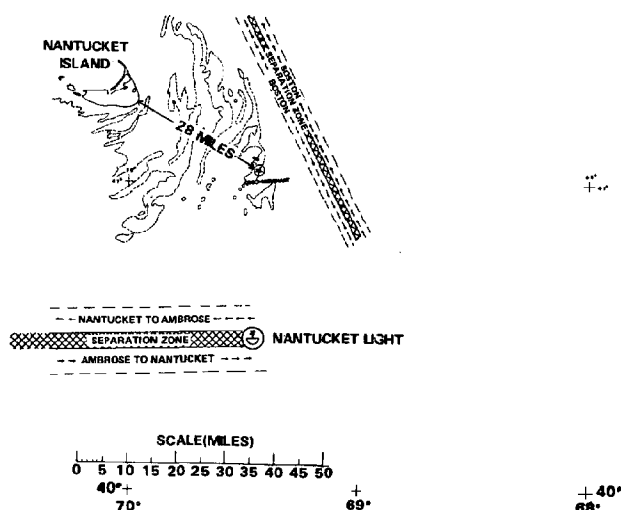 NANTUCKET
ISLAND
28 MILES
BOSTON
SEPARATION ZONE
BOSTON
NANTUCKET TO AMBROSE
SEPARATION ZONE
NANTUCKET LIGHT
AMBROSE TO NANTUCKET
SCALE(MILES)
0 5 10 15 20 25 30 35 40 45 50
40° 40°
70° 69° 68°